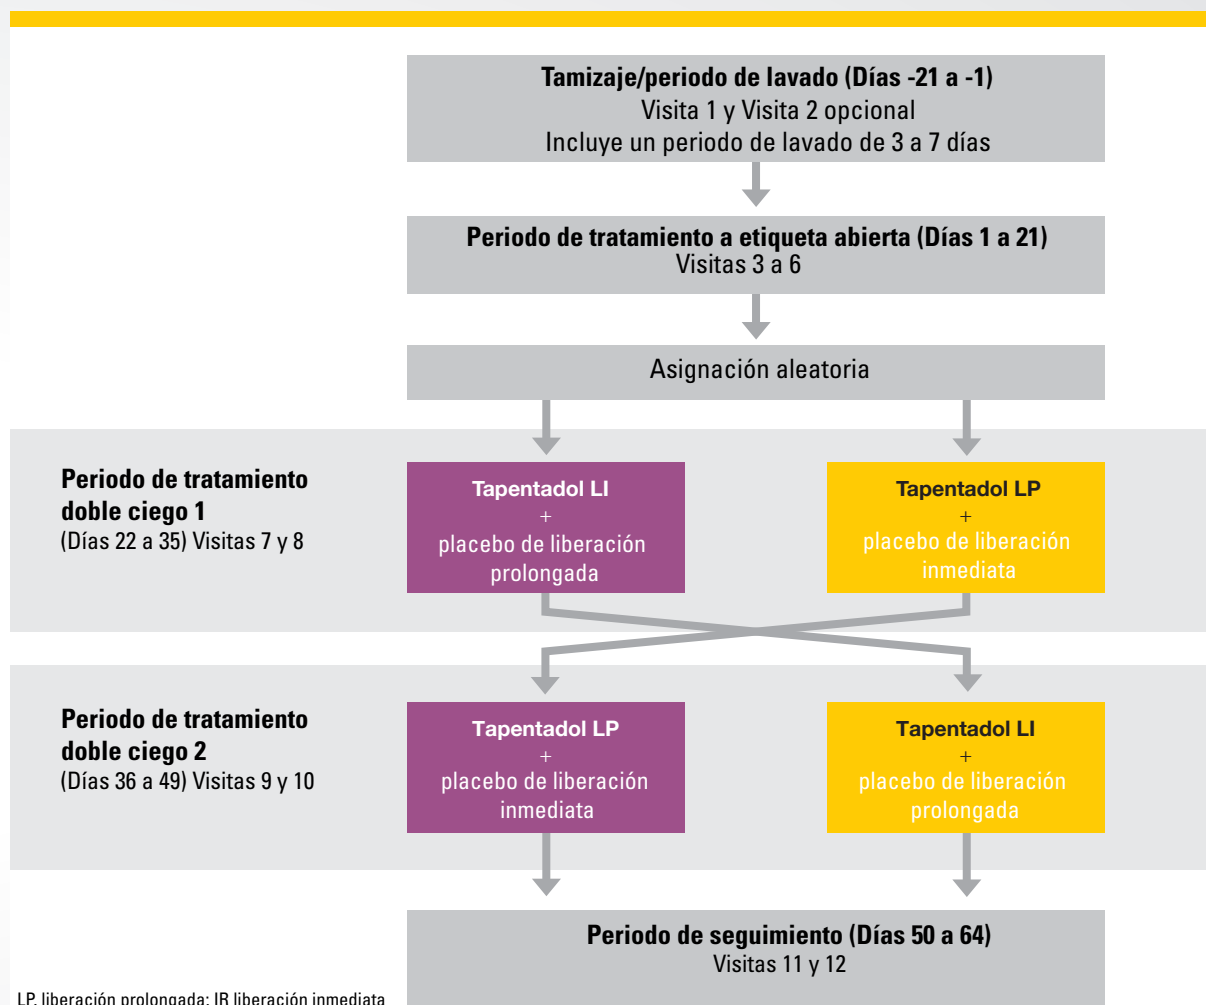 Tamizaje/periodo de lavado (Días -21 a -1)
Visita 1 y Visita 2 opcional
Incluye un periodo de lavado de 3 a 7 días
Periodo de tratamiento a etiqueta abierta (Días 1 a 21)
Visitas 3 a 6
Asignación aleatoria
Periodo de tratamiento
doble ciego 1
(Días 22 a 35) Visitas 7 y 8
Tapentadol LI
+
placebo de liberación
prolongada
Tapentadol LP
+
placebo de liberación
inmediata
Periodo de tratamiento
doble ciego 2
(Días 36 a 49) Visitas 9 y 10
Tapentadol LP
+
placebo de liberación
inmediata
Tapentadol LI
+
placebo de liberación
prolongada
Periodo de seguimiento (Días 50 a 64)
Visitas 11 y 12
LP, liberación prolongada; IR liberación inmediata